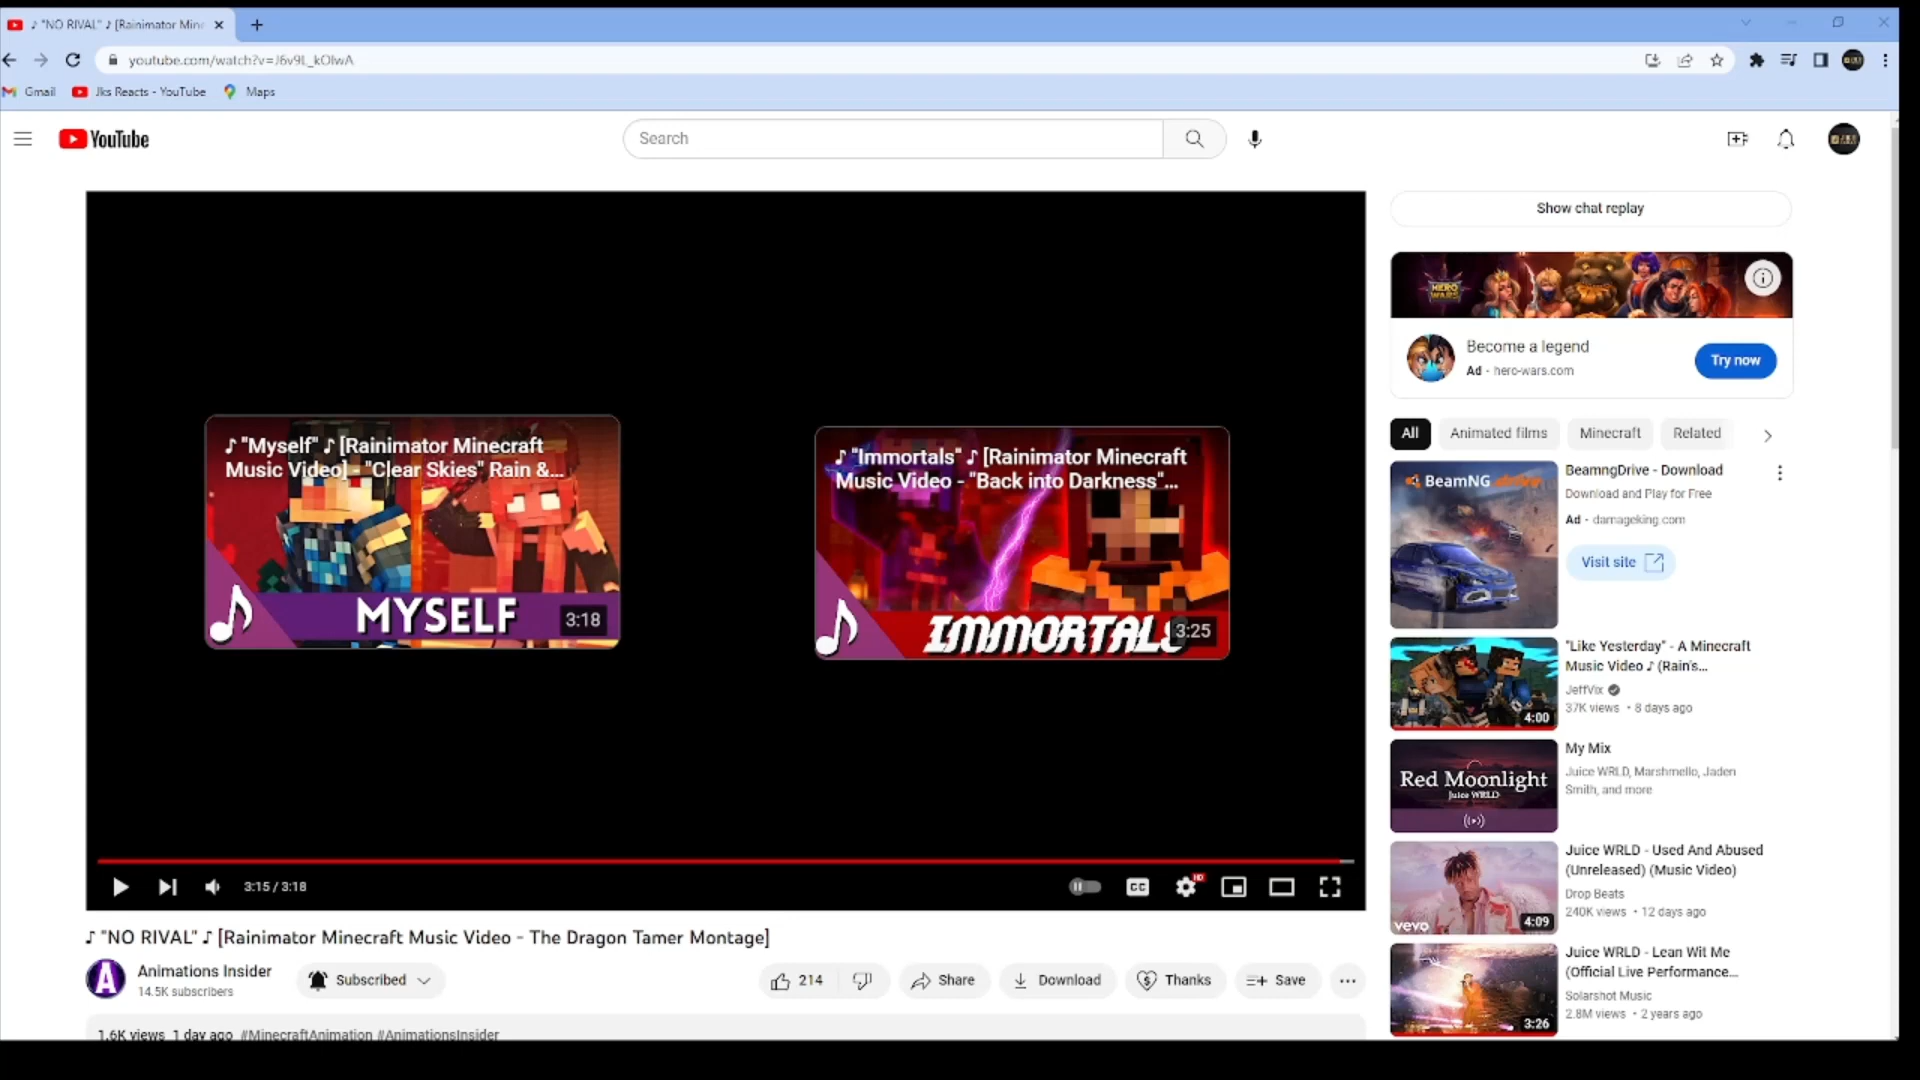 ♪ "NO RIVAL" ♪ [Rainimator Mine
youtube.com/watch?v=J6v9L_kOlwA
Gmail
Jks Reacts - YouTube
Maps
YouTube
Search
Show chat replay
HERO WARS
Become a legend
Ad · hero-wars.com
Try now
All
Animated films
Minecraft
Related
♪ "Myself" ♪ [Rainimator Minecraft
Music Video] - "Clear Skies" Rain &...
MYSELF
3:18
♪ "Immortals" ♪ [Rainimator Minecraft
Music Video - "Back into Darkness"...
IMMORTALS
3:25
BeamNG
BeamngDrive - Download
Download and Play for Free
Ad · damageking.com
Visit site
"Like Yesterday" - A Minecraft
Music Video ♪ (Rain's...
JeffVix
37K views • 8 days ago
4:00
Red Moonlight
Juice WRLD
My Mix
Juice WRLD, Marshmello, Jaden
Smith, and more
vevo
4:09
Juice WRLD - Used And Abused
(Unreleased) (Music Video)
Drop Beats
240K views • 12 days ago
3:26
Juice WRLD - Lean Wit Me
(Official Live Performance...
Solarshot Music
2.8M views • 2 years ago
3:15 / 3:18
CC
HD
♪ "NO RIVAL" ♪ [Rainimator Minecraft Music Video - The Dragon Tamer Montage]
A
Animations Insider
14.5K subscribers
Subscribed
214
Share
Download
Thanks
Save
1.6K views 1 day ago #MinecraftAnimation #AnimationsInsider